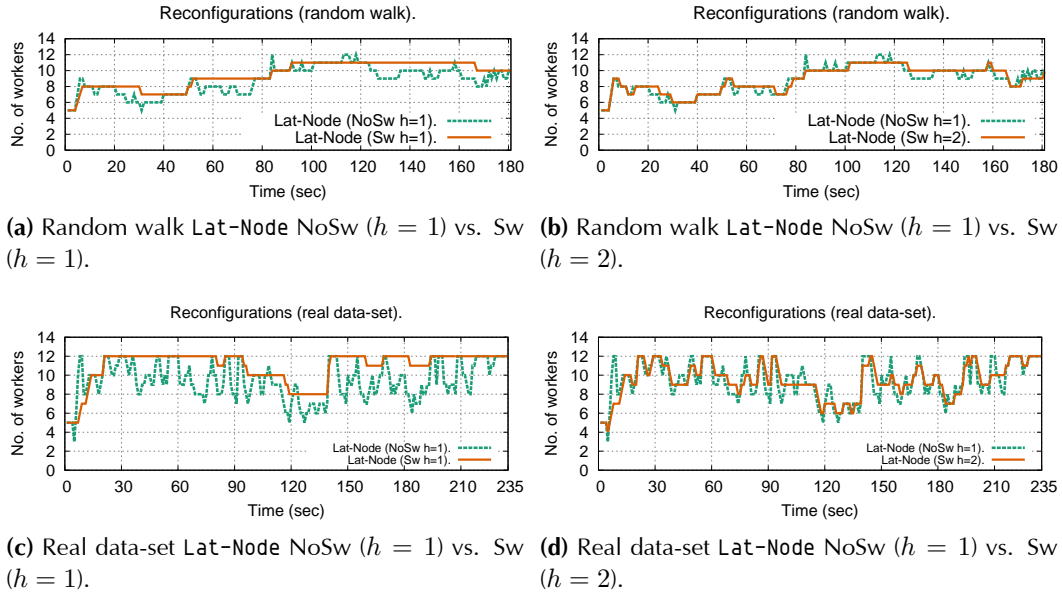 Reconfigurations (random walk).
No. of workers
14
12
10
8
6
4
2
0
Lat-Node (NoSw h=1).
Lat-Node (Sw h=1).
0 20 40 60 80 100 120 140 160 180
Time (sec)
(a) Random walk Lat-Node NoSw (h = 1) vs. Sw
(h = 1).
Reconfigurations (random walk).
No. of workers
14
12
10
8
6
4
2
0
Lat-Node (NoSw h=1).
Lat-Node (Sw h=2).
0 20 40 60 80 100 120 140 160 180
Time (sec)
(b) Random walk Lat-Node NoSw (h = 1) vs. Sw
(h = 2).
Reconfigurations (real data-set).
No. of workers
14
12
10
8
6
4
2
0
Lat-Node (NoSw h=1).
Lat-Node (Sw h=1).
0 30 60 90 120 150 180 210 235
Time (sec)
(c) Real data-set Lat-Node NoSw (h = 1) vs. Sw
(h = 1).
Reconfigurations (real data-set).
No. of workers
14
12
10
8
6
4
2
0
Lat-Node (NoSw h=1).
Lat-Node (Sw h=2).
0 30 60 90 120 150 180 210 235
Time (sec)
(d) Real data-set Lat-Node NoSw (h = 1) vs. Sw
(h = 2).